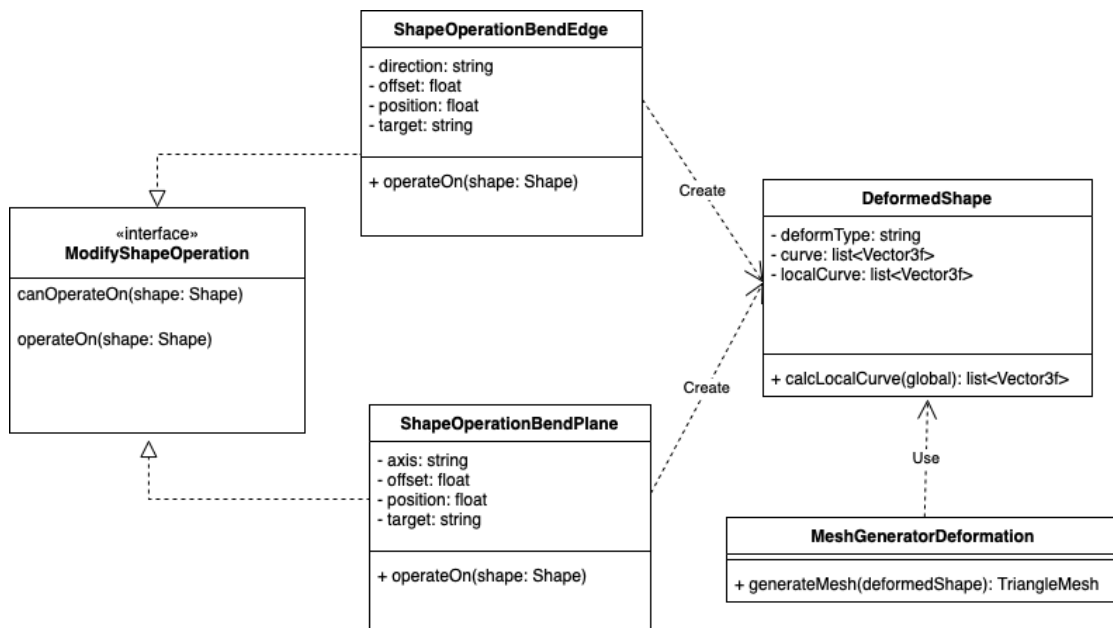 ShapeOperationBendEdge
- direction: string
- offset: float
- position: float
- target: string
+ operateOn(shape: Shape)
«interface»
ModifyShapeOperation
canOperateOn(shape: Shape)
operateOn(shape: Shape)
Create
DeformedShape
- deformType: string
- curve: list<Vector3f>
- localCurve: list<Vector3f>
+ calcLocalCurve(global): list<Vector3f>
Create
ShapeOperationBendPlane
- axis: string
- offset: float
- position: float
- target: string
+ operateOn(shape: Shape)
Use
MeshGeneratorDeformation
+ generateMesh(deformedShape): TriangleMesh